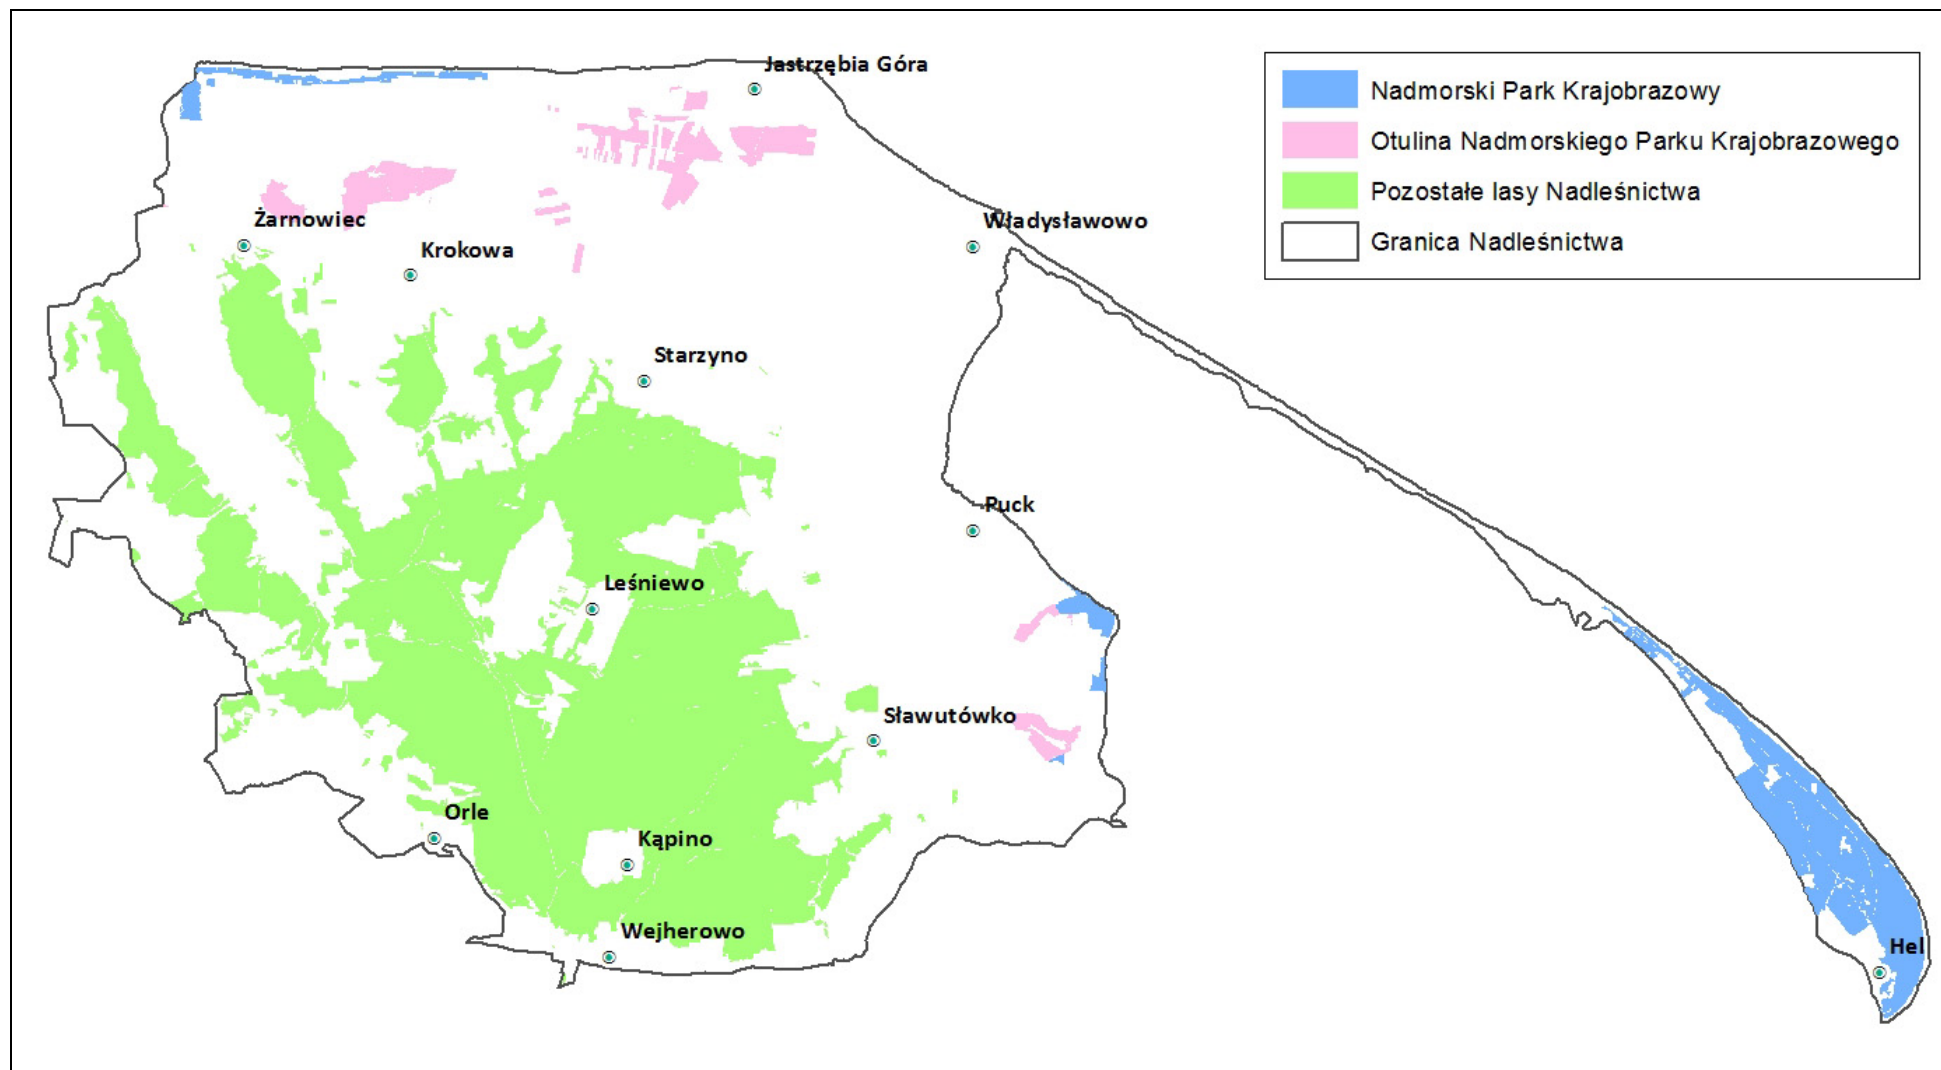 Jastrzębia Góra
Nadmorski Park Krajobrazowy
Otulina Nadmorskiego Parku Krajobrazowego
Pozostałe lasy Nadleśnictwa
Granica Nadleśnictwa
Żarnowiec
Władysławowo
Krokowa
Starzyno
Puck
Leśniewo
Sławutówko
Orle
Kąpino
Wejherowo
Hel